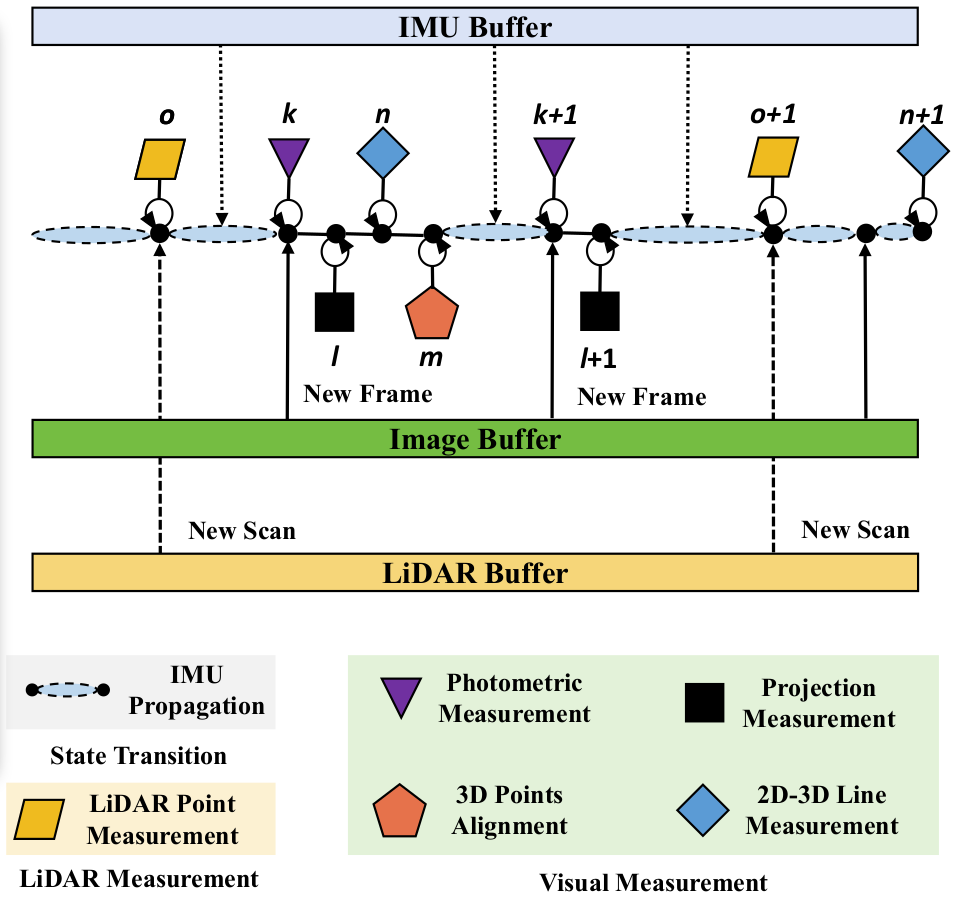 IMU Buffer
o
k
n
k+1
o+1
n+1
l
m
l+1
New Frame
New Frame
Image Buffer
New Scan
New Scan
LiDAR Buffer
IMU
Propagation
State Transition
LiDAR Point
Measurement
LiDAR Measurement
Photometric
Measurement
Projection
Measurement
3D Points
Alignment
2D-3D Line
Measurement
Visual Measurement